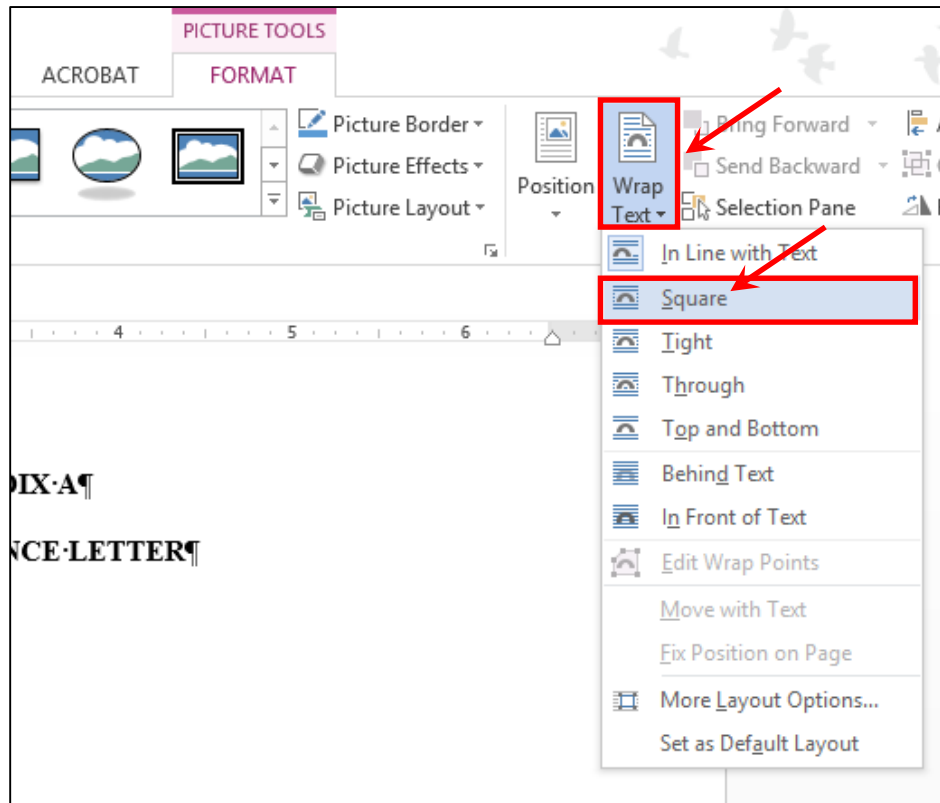 PICTURE TOOLS
ACROBAT FORMAT
Picture Border
Picture Effects
Picture Layout
Position
Wrap
Text
Bring Forward
Send Backward
Selection Pane
In Line with Text
Square
Tight
Through
Top and Bottom
Behind Text
In Front of Text
Edit Wrap Points
Move with Text
Fix Position on Page
More Layout Options...
Set as Default Layout
4 5 6
IX·A¶
NCE·LETTER¶